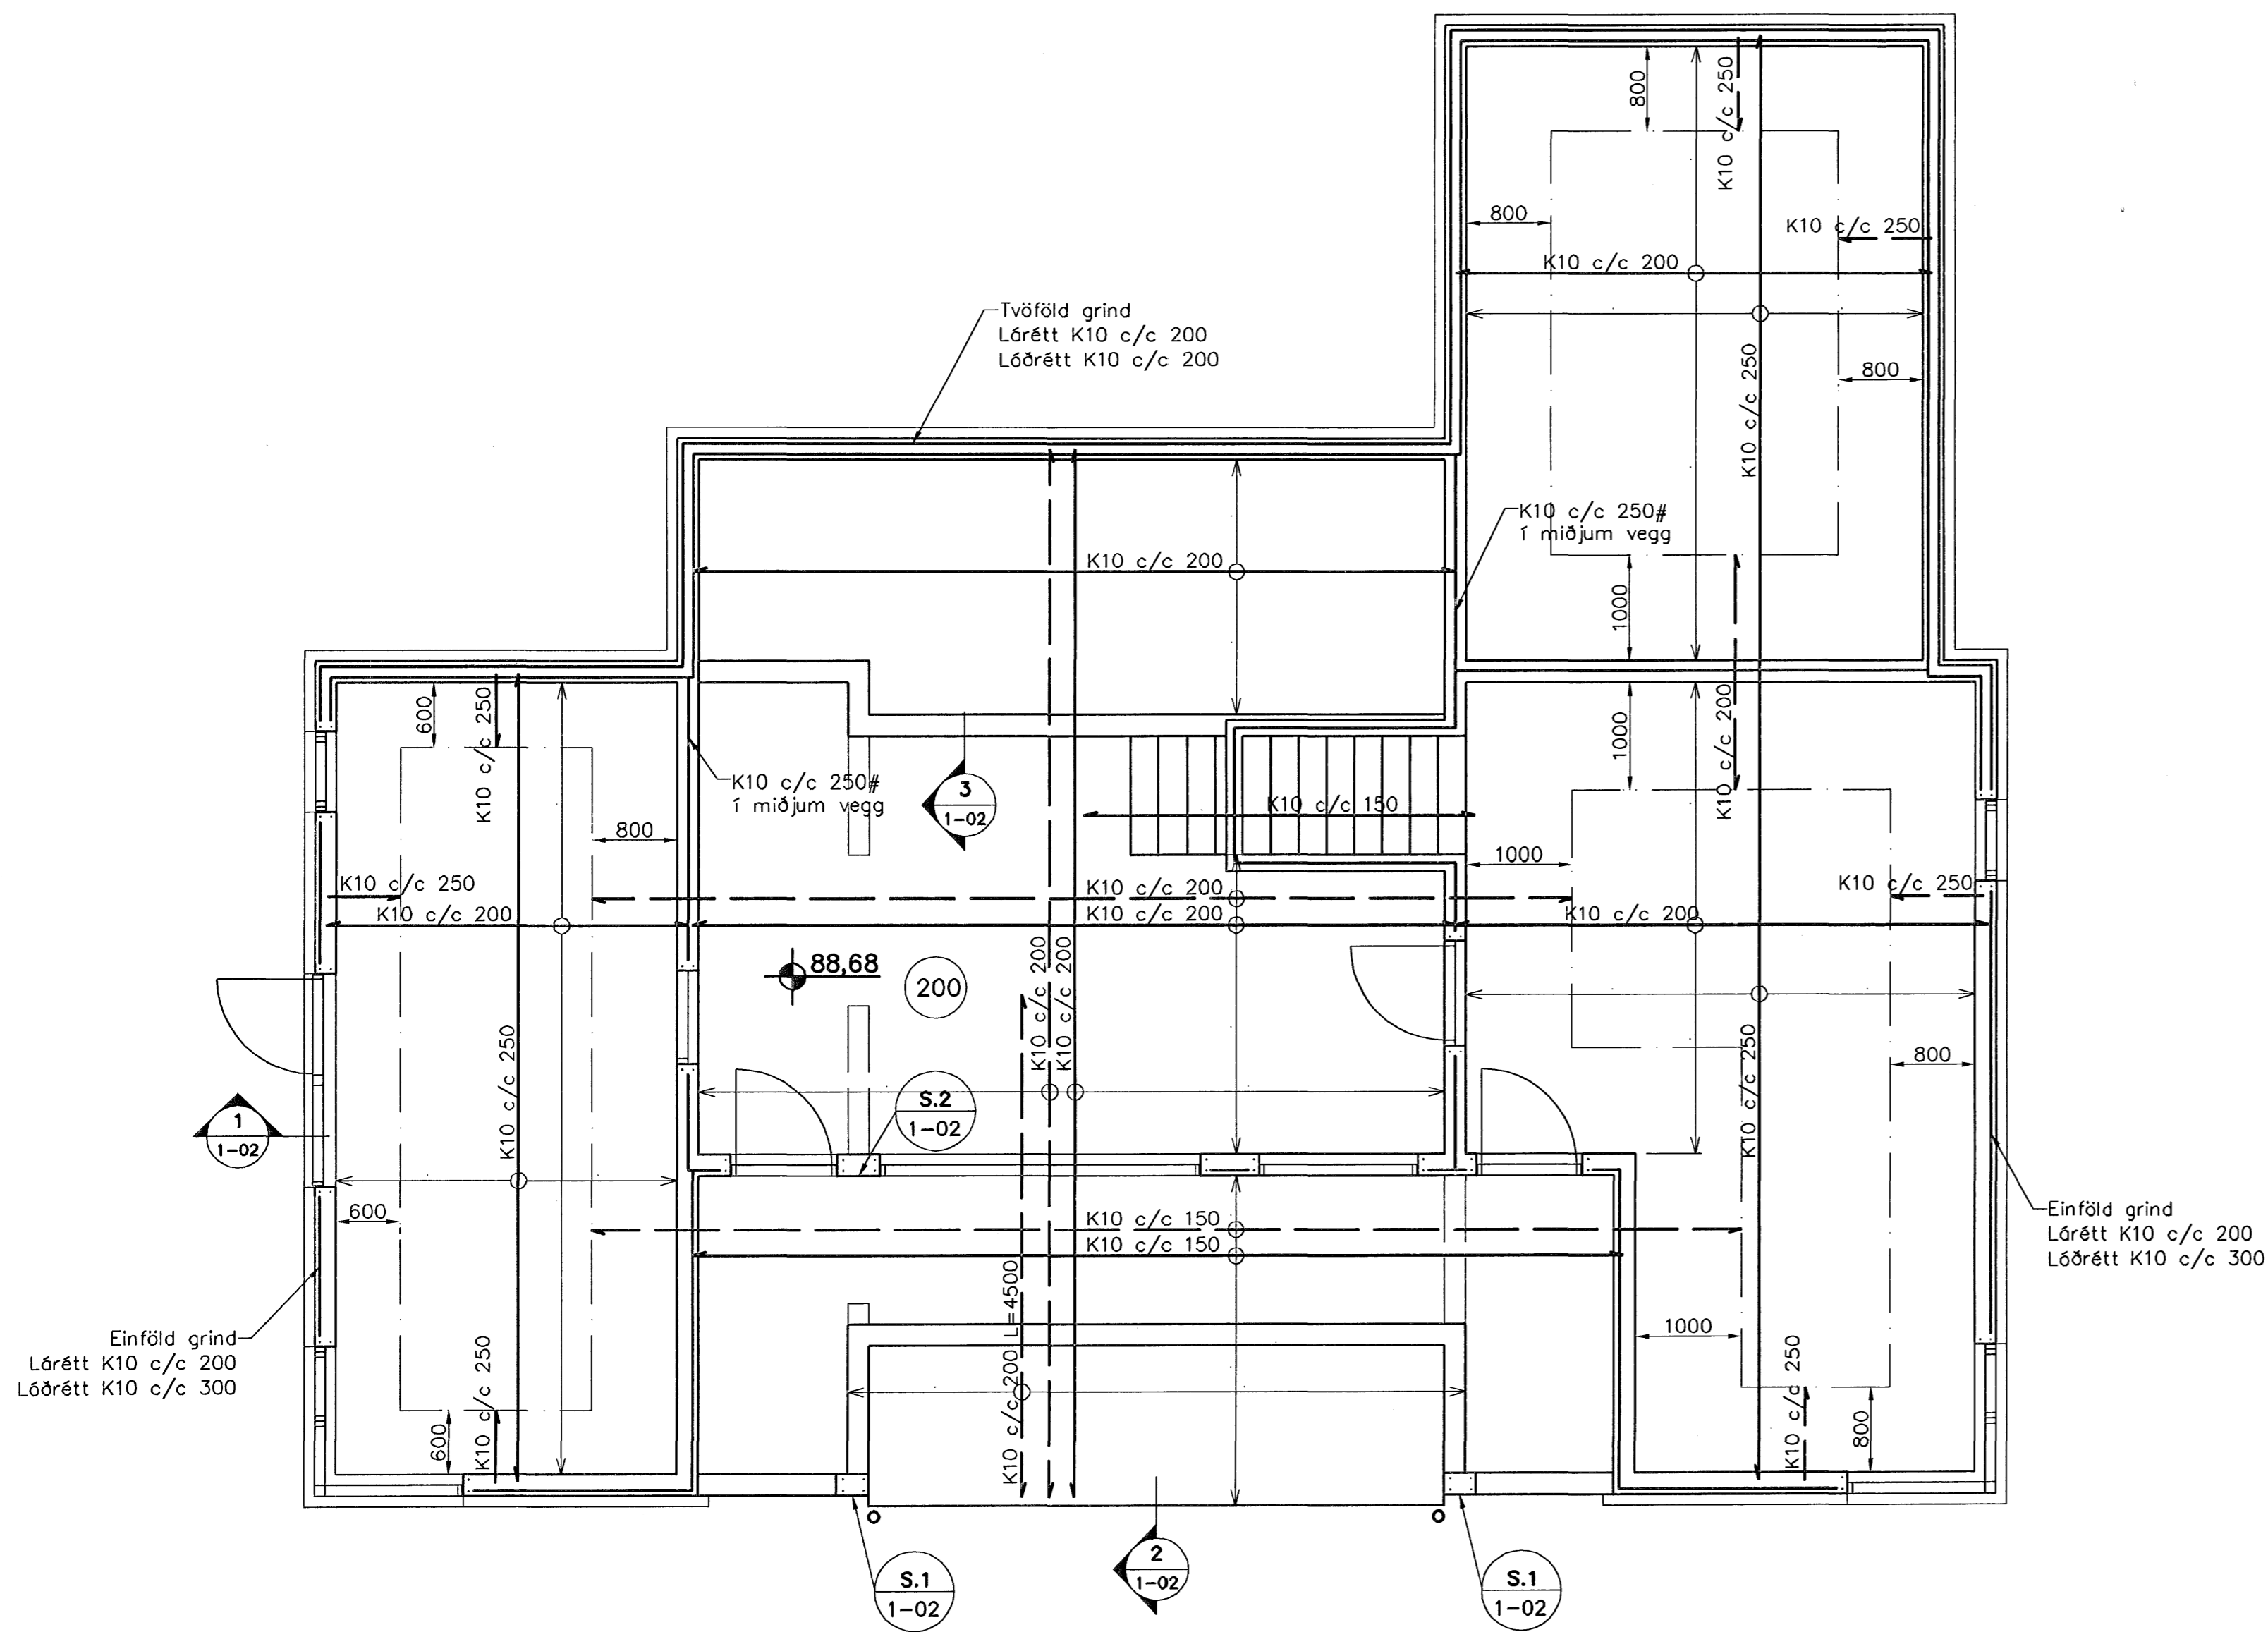 800
K10 c/c 250
800
K10 c/c 250
K10 c/c 200
Tvöföld grind
Lárétt K10 c/c 200
Lóðrétt K10 c/c 200
K10 c/c 250
800
K10 c/c 250#
í miðjum vegg
K10 c/c 200
1000
600
K10 c/c 250
1000
K10 c/c 200
K10 c/c 250#
í miðjum vegg
3
1-02
K10 c/c 150
800
1000
K10 c/c 250
K10 c/c 200
K10 c/c 250
K10 c/c 200
K10 c/c 200
K10 c/c 200
88,68
200
K10 c/c 200
K10 c/c 200
K10 c/c 250
K10 c/c 250
800
1
1-02
S.2
1-02
600
K10 c/c 150
K10 c/c 150
Einföld grind
Lárétt K10 c/c 200
Lóðrétt K10 c/c 300
Einföld grind
Lárétt K10 c/c 200
Lóðrétt K10 c/c 300
K10 c/c 200 L=4500
1000
600
K10 c/c 250
K10 c/c 250
800
S.1
1-02
2
1-02
S.1
1-02